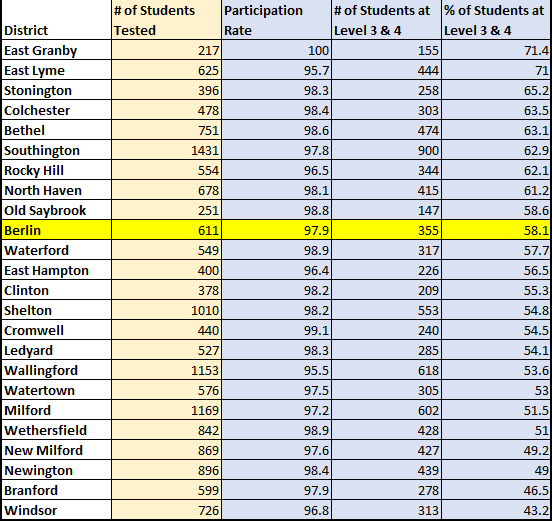 District # of Students Tested Participation Rate # of Students at Level 3 & 4 % of Students at Level 3 & 4
East Granby 217 100 155 71.4
East Lyme 625 95.7 444 71
Stonington 396 98.3 258 65.2
Colchester 478 98.4 303 63.5
Bethel 751 98.6 474 63.1
Southington 1431 97.8 900 62.9
Rocky Hill 554 96.5 344 62.1
North Haven 678 98.1 415 61.2
Old Saybrook 251 98.8 147 58.6
Berlin 611 97.9 355 58.1
Waterford 549 98.9 317 57.7
East Hampton 400 96.4 226 56.5
Clinton 378 98.2 209 55.3
Shelton 1010 98.2 553 54.8
Cromwell 440 99.1 240 54.5
Ledyard 527 98.3 285 54.1
Wallingford 1153 95.5 618 53.6
Watertown 576 97.5 305 53
Milford 1169 97.2 602 51.5
Wethersfield 842 98.9 428 51
New Milford 869 97.6 427 49.2
Newington 896 98.4 439 49
Branford 599 97.9 278 46.5
Windsor 726 96.8 313 43.2